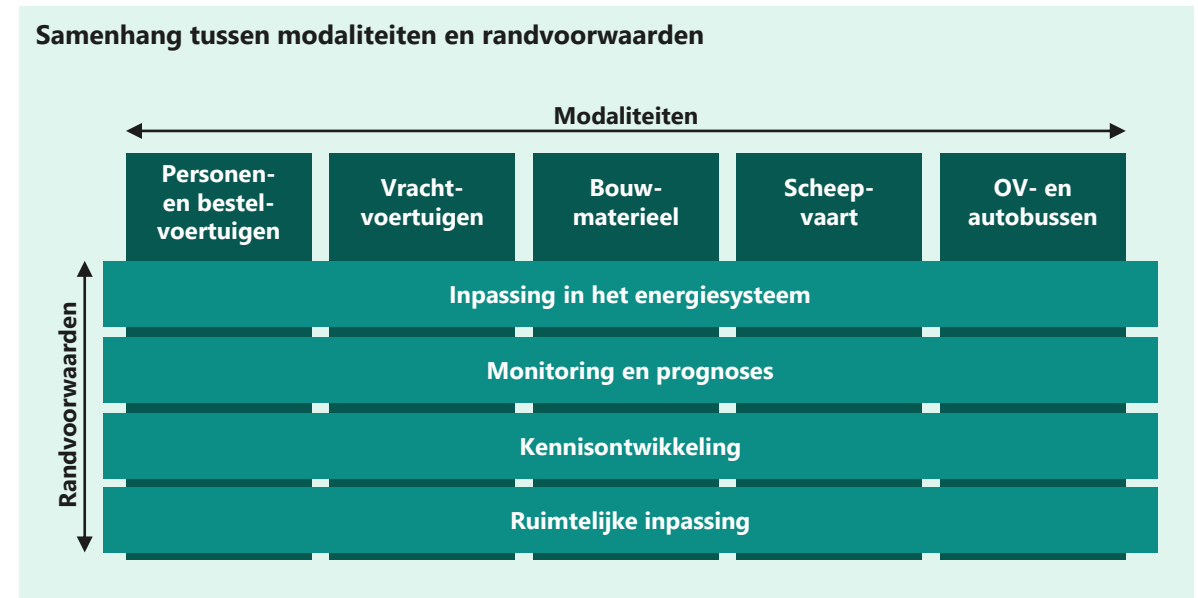 Samenhang tussen modaliteiten en randvoorwaarden
Modaliteiten
Personen-
en bestel-
voertuigen
Vracht-
voertuigen
Bouw-
materieel
Scheep-
vaart
OV- en
autobussen
Randvoorwaarden
Inpassing in het energiesysteem
Monitoring en prognoses
Kennisontwikkeling
Ruimtelijke inpassing